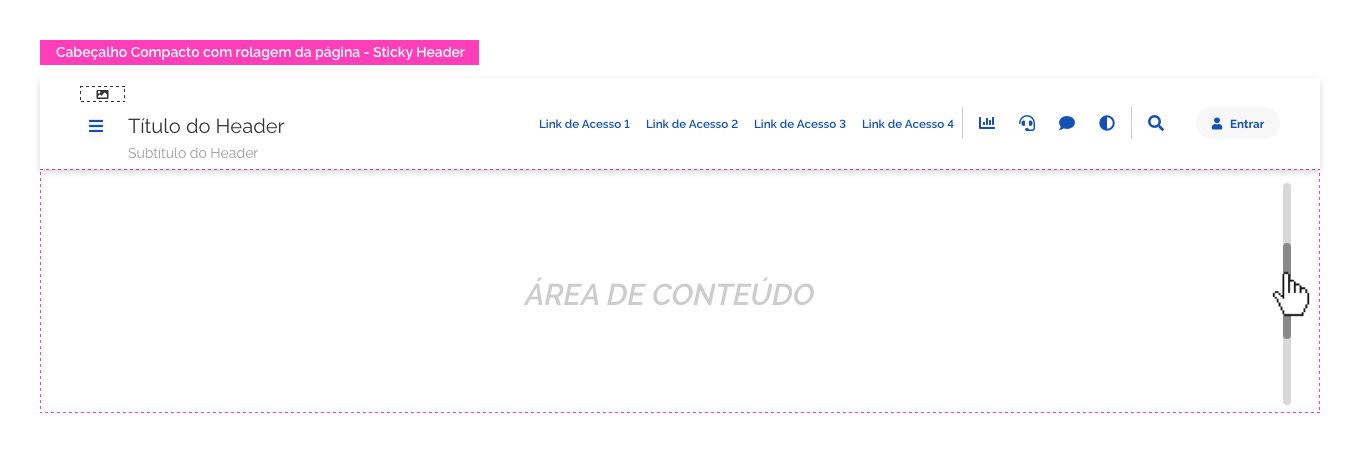 Cabeçalho Compacto com rolagem da página - Sticky Header
Título do Header
Subtítulo do Header
Link de Acesso 1 Link de Acesso 2 Link de Acesso 3 Link de Acesso 4 Entrar
ÁREA DE CONTEÚDO